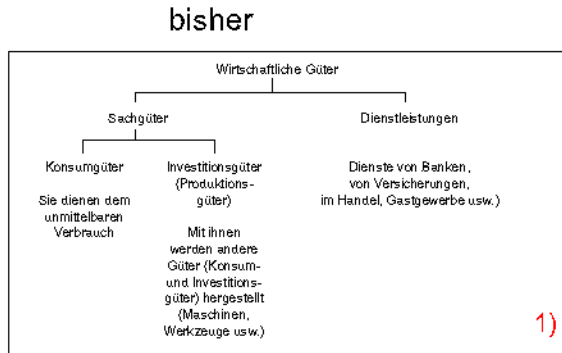 bisher
Wirtschaftliche Güter
Sachgüter
Dienstleistungen
Konsumgüter
Sie dienen dem
unmittelbaren
Verbrauch
Investitionsgüter
(Produktions-
güter)
Mit ihnen
werden andere
Güter (Konsum-
und Investitions-
güter) hergestellt
(Maschinen,
Werkzeuge usw.)
Dienste von Banken,
von Versicherungen,
im Handel, Gastgewerbe usw.)
1)